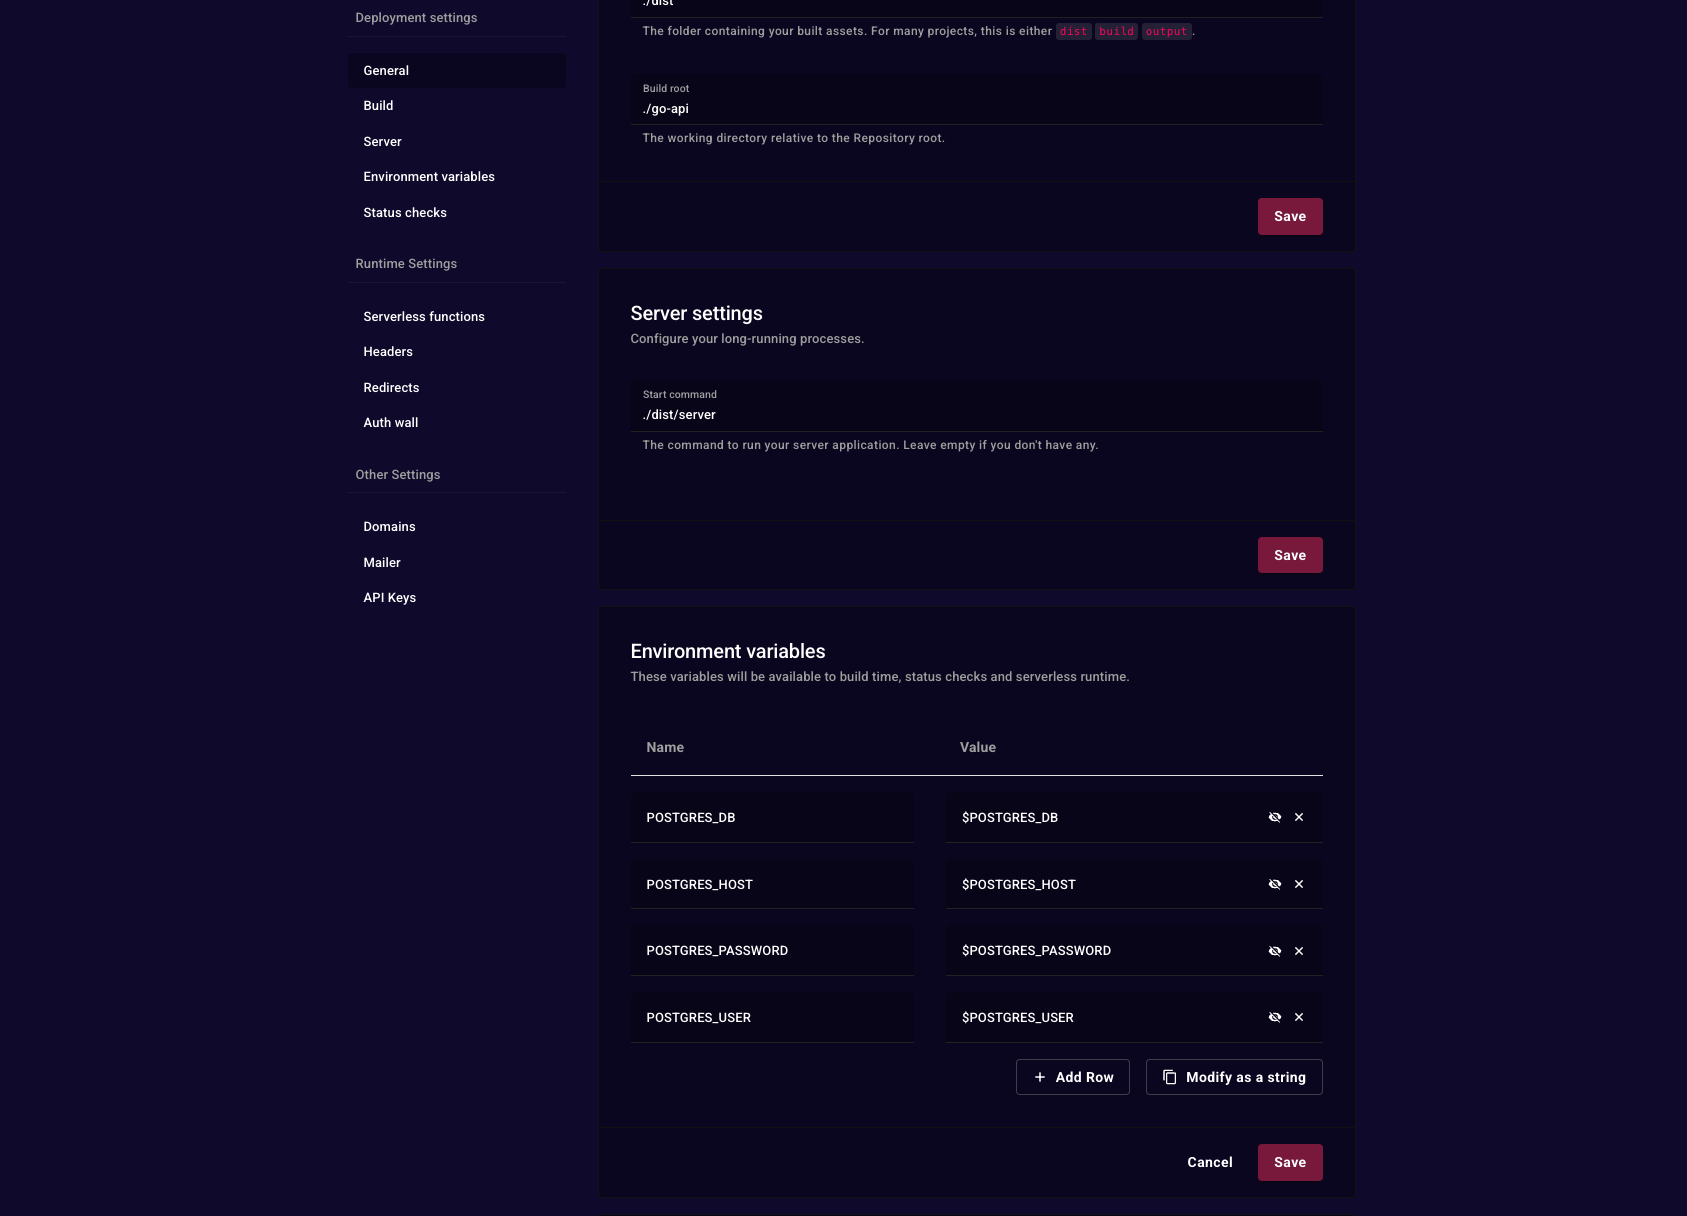 Deployment settings
General
Build
Server
Environment variables
Status checks
Runtime Settings
Serverless functions
Headers
Redirects
Auth wall
Other Settings
Domains
Mailer
API Keys
./dist
The folder containing your built assets. For many projects, this is either dist build output.
Build root
./go-api
The working directory relative to the Repository root.
Save
Server settings
Configure your long-running processes.
Start command
./dist/server
The command to run your server application. Leave empty if you don't have any.
Save
Environment variables
These variables will be available to build time, status checks and serverless runtime.
Name Value
POSTGRES_DB $POSTGRES_DB
POSTGRES_HOST $POSTGRES_HOST
POSTGRES_PASSWORD $POSTGRES_PASSWORD
POSTGRES_USER $POSTGRES_USER
Add Row Modify as a string
Cancel Save